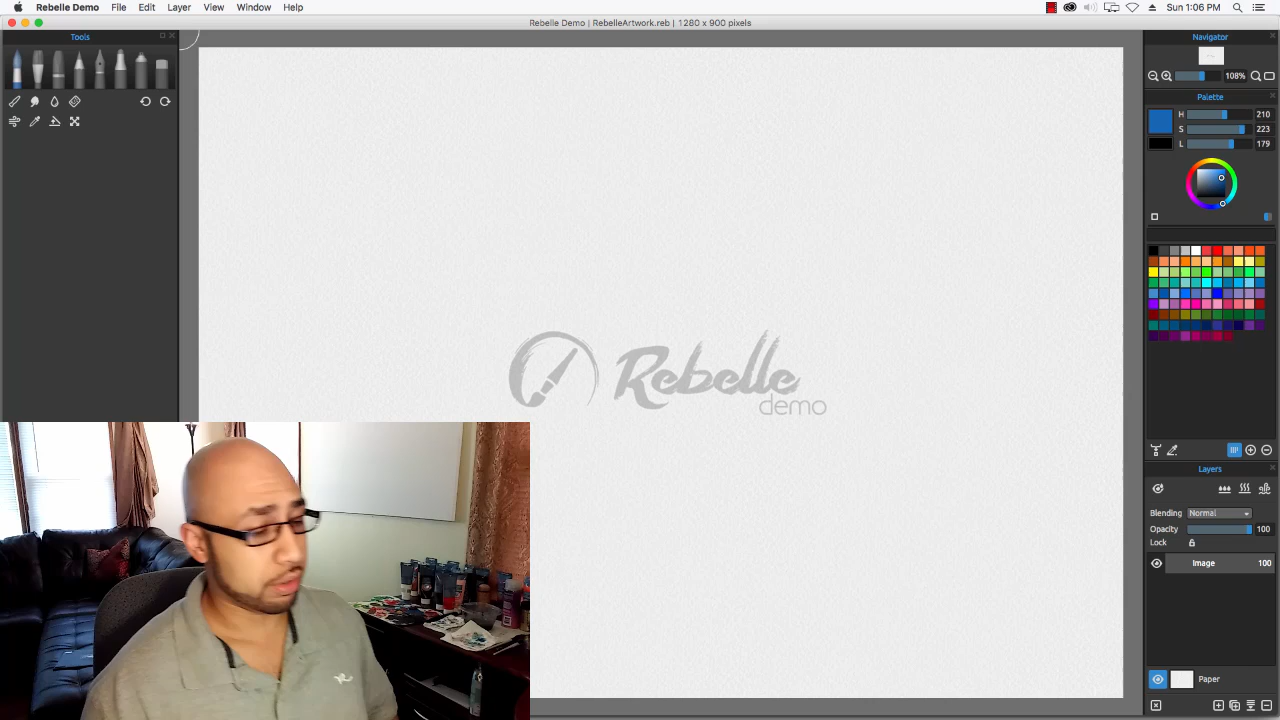 Rebelle Demo File Edit Layer View Window Help Sun 1:06 PM
Rebelle Demo | RebelleArtwork.reb | 1280 x 900 pixels
Tools
Navigator
108%
Palette
H 210
S 223
L 179
Rebelle
demo
Layers
Blending Normal
Opacity 100
Lock
Image 100
Paper